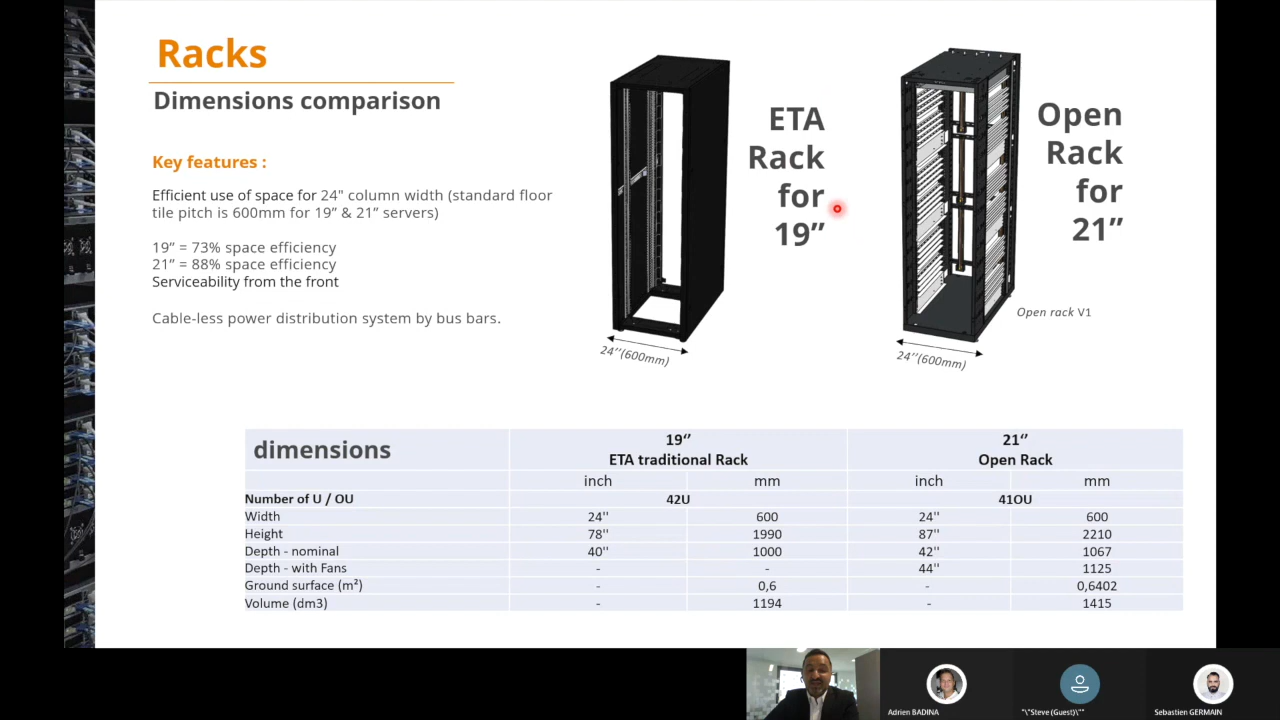 Racks
Dimensions comparison
Key features :
Efficient use of space for 24" column width (standard floor
tile pitch is 600mm for 19” & 21” servers)
19” = 73% space efficiency
21” = 88% space efficiency
Serviceability from the front
Cable-less power distribution system by bus bars.
ETA
Rack
for
19”
24’’(600mm)
Open
Rack
for
21”
Open rack V1
24’’(600mm)
dimensions 19’’ 21’’
ETA traditional Rack Open Rack
inch mm inch mm
Number of U / OU 42U 41OU
Width 24'' 600 24'' 600
Height 78'' 1990 87'' 2210
Depth - nominal 40'' 1000 42'' 1067
Depth - with Fans - - 44'' 1125
Ground surface (m²) - 0,6 - 0,6402
Volume (dm3) - 1194 - 1415
Adrien BADINA "\"Steve (Guest)\"" Sebastien GERMAIN